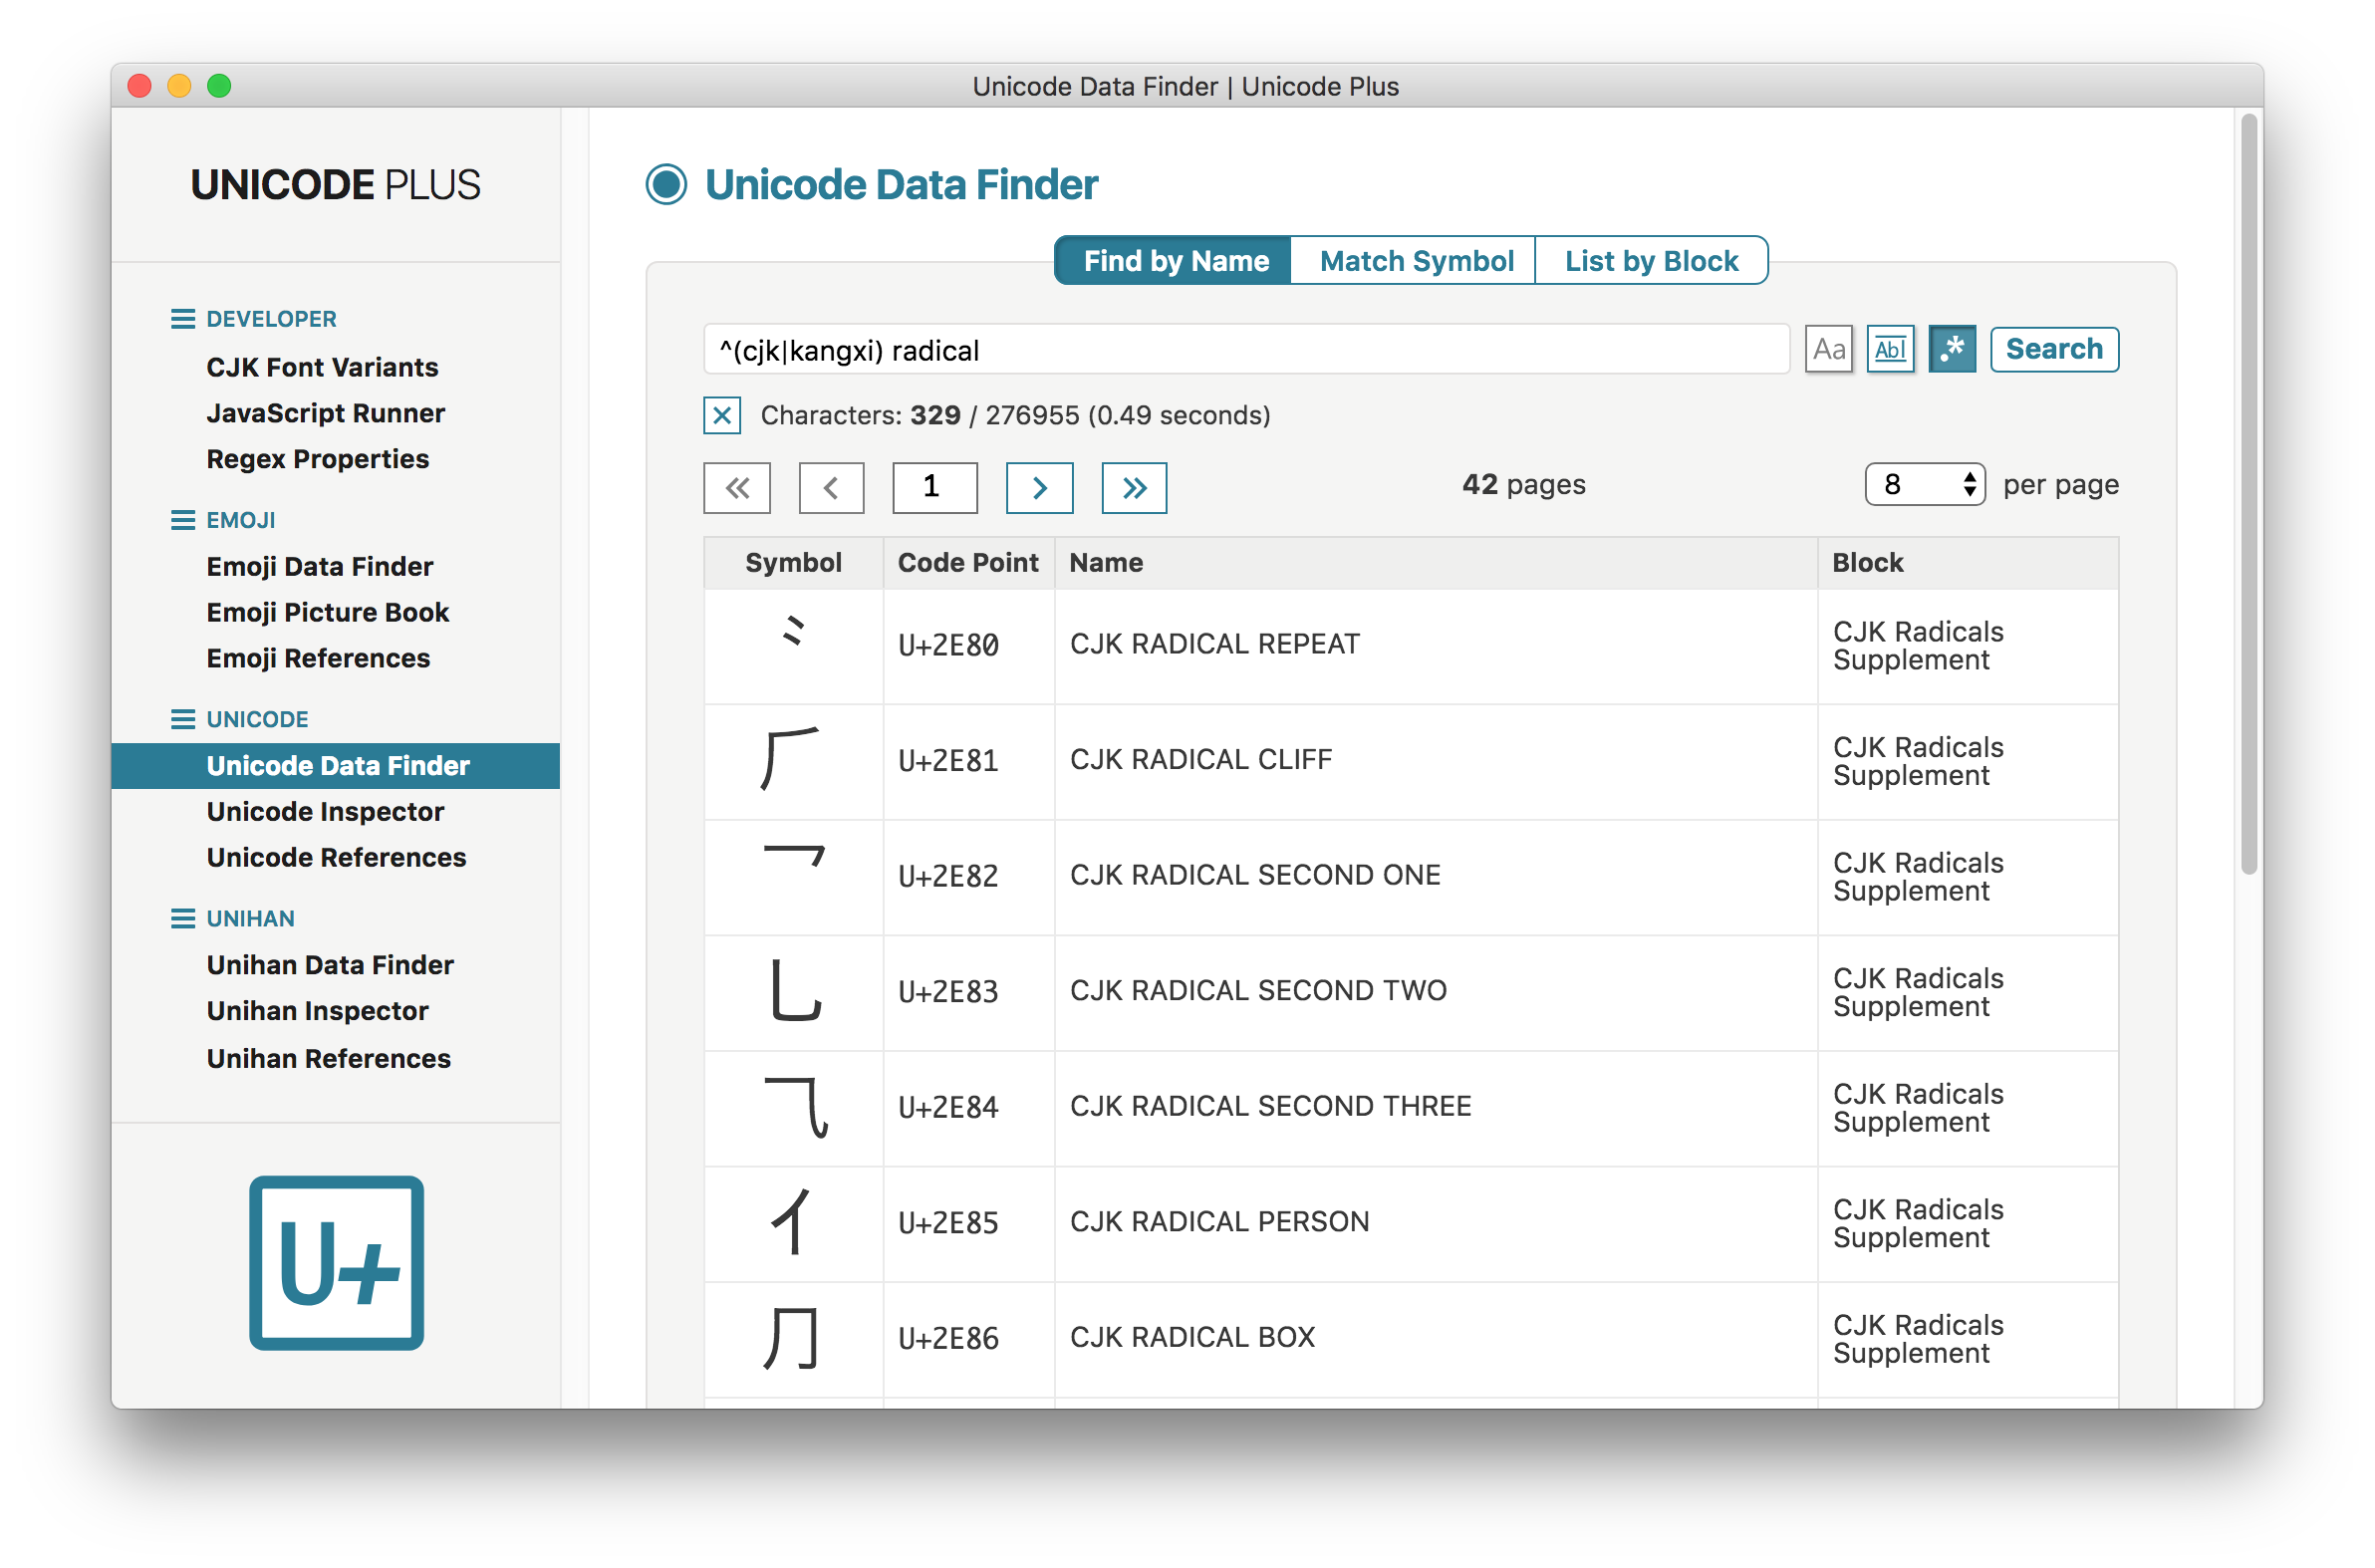 Unicode Data Finder | Unicode Plus
UNICODE PLUS
DEVELOPER
CJK Font Variants
JavaScript Runner
Regex Properties
EMOJI
Emoji Data Finder
Emoji Picture Book
Emoji References
UNICODE
Unicode Data Finder
Unicode Inspector
Unicode References
UNIHAN
Unihan Data Finder
Unihan Inspector
Unihan References
U+
Unicode Data Finder
Find by Name Match Symbol List by Block
^(cjk|kangxi) radical Aa Abl .* Search
Characters: 329 / 276955 (0.49 seconds)
« ‹ 1 › » 42 pages 8 per page
Symbol Code Point Name Block
⺀ U+2E80 CJK RADICAL REPEAT CJK Radicals
Supplement
⺁ U+2E81 CJK RADICAL CLIFF CJK Radicals
Supplement
⺂ U+2E82 CJK RADICAL SECOND ONE CJK Radicals
Supplement
⺃ U+2E83 CJK RADICAL SECOND TWO CJK Radicals
Supplement
⺄ U+2E84 CJK RADICAL SECOND THREE CJK Radicals
Supplement
⺅ U+2E85 CJK RADICAL PERSON CJK Radicals
Supplement
⺆ U+2E86 CJK RADICAL BOX CJK Radicals
Supplement